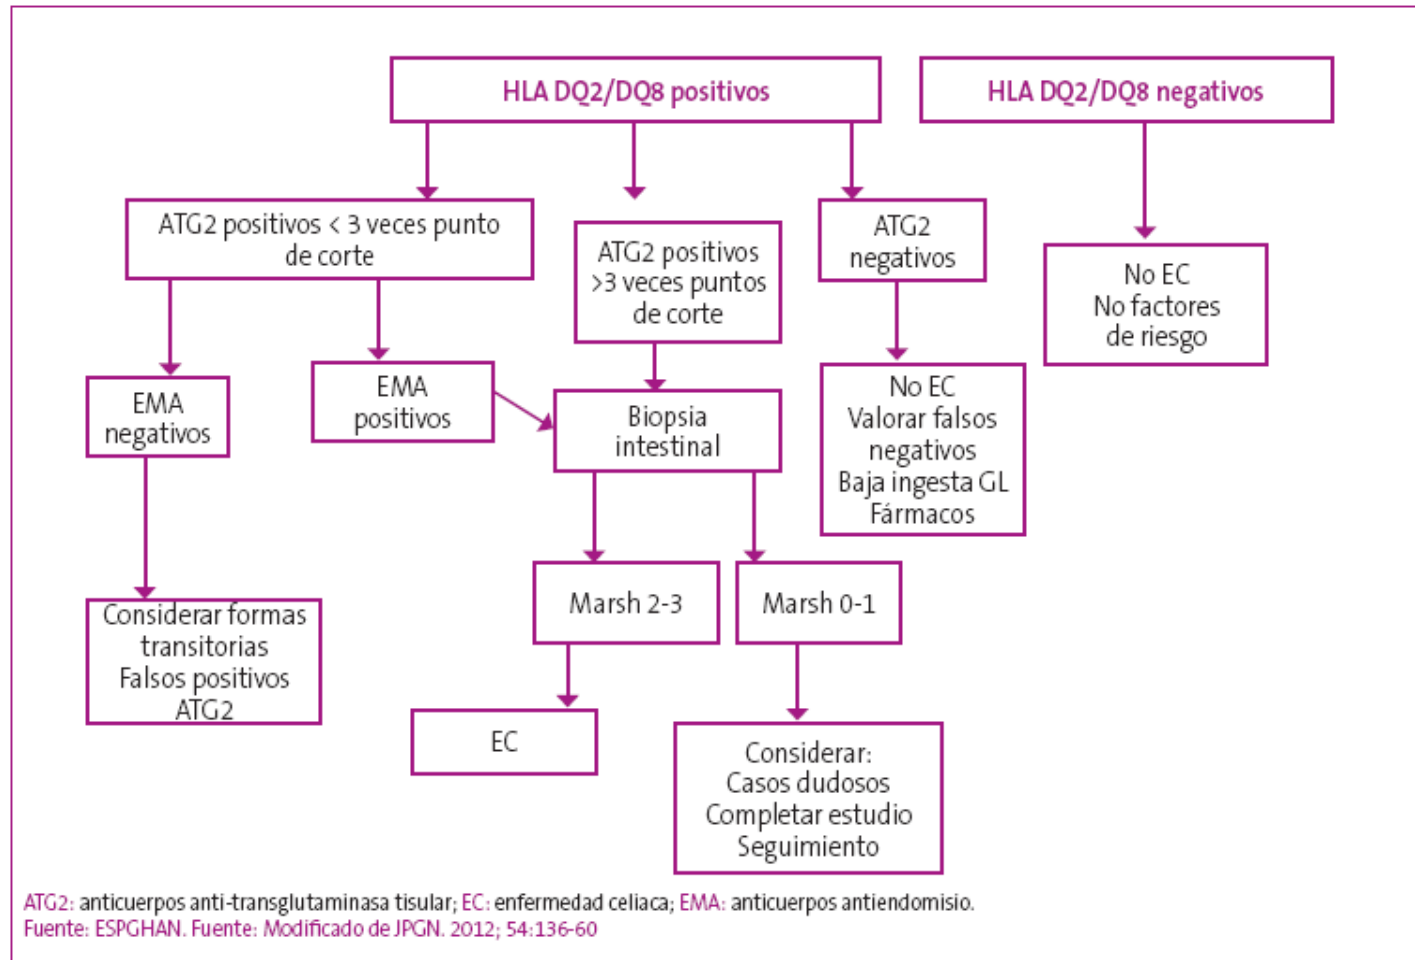 HLA DQ2/DQ8 positivos
HLA DQ2/DQ8 negativos
ATG2 positivos < 3 veces punto
de corte
ATG2 positivos
>3 veces puntos
de corte
ATG2
negativos
No EC
No factores
de riesgo
EMA
negativos
EMA
positivos
Biopsia
intestinal
No EC
Valorar falsos
negativos
Baja ingesta GL
Fármacos
Considerar formas
transitorias
Falsos positivos
ATG2
Marsh 2-3
Marsh 0-1
EC
Considerar:
Casos dudosos
Completar estudio
Seguimiento
ATG2: anticuerpos anti-transglutaminasa tisular; EC: enfermedad celiaca; EMA: anticuerpos antiendomisio.
Fuente: ESPGHAN. Fuente: Modificado de JPGN. 2012; 54:136-60